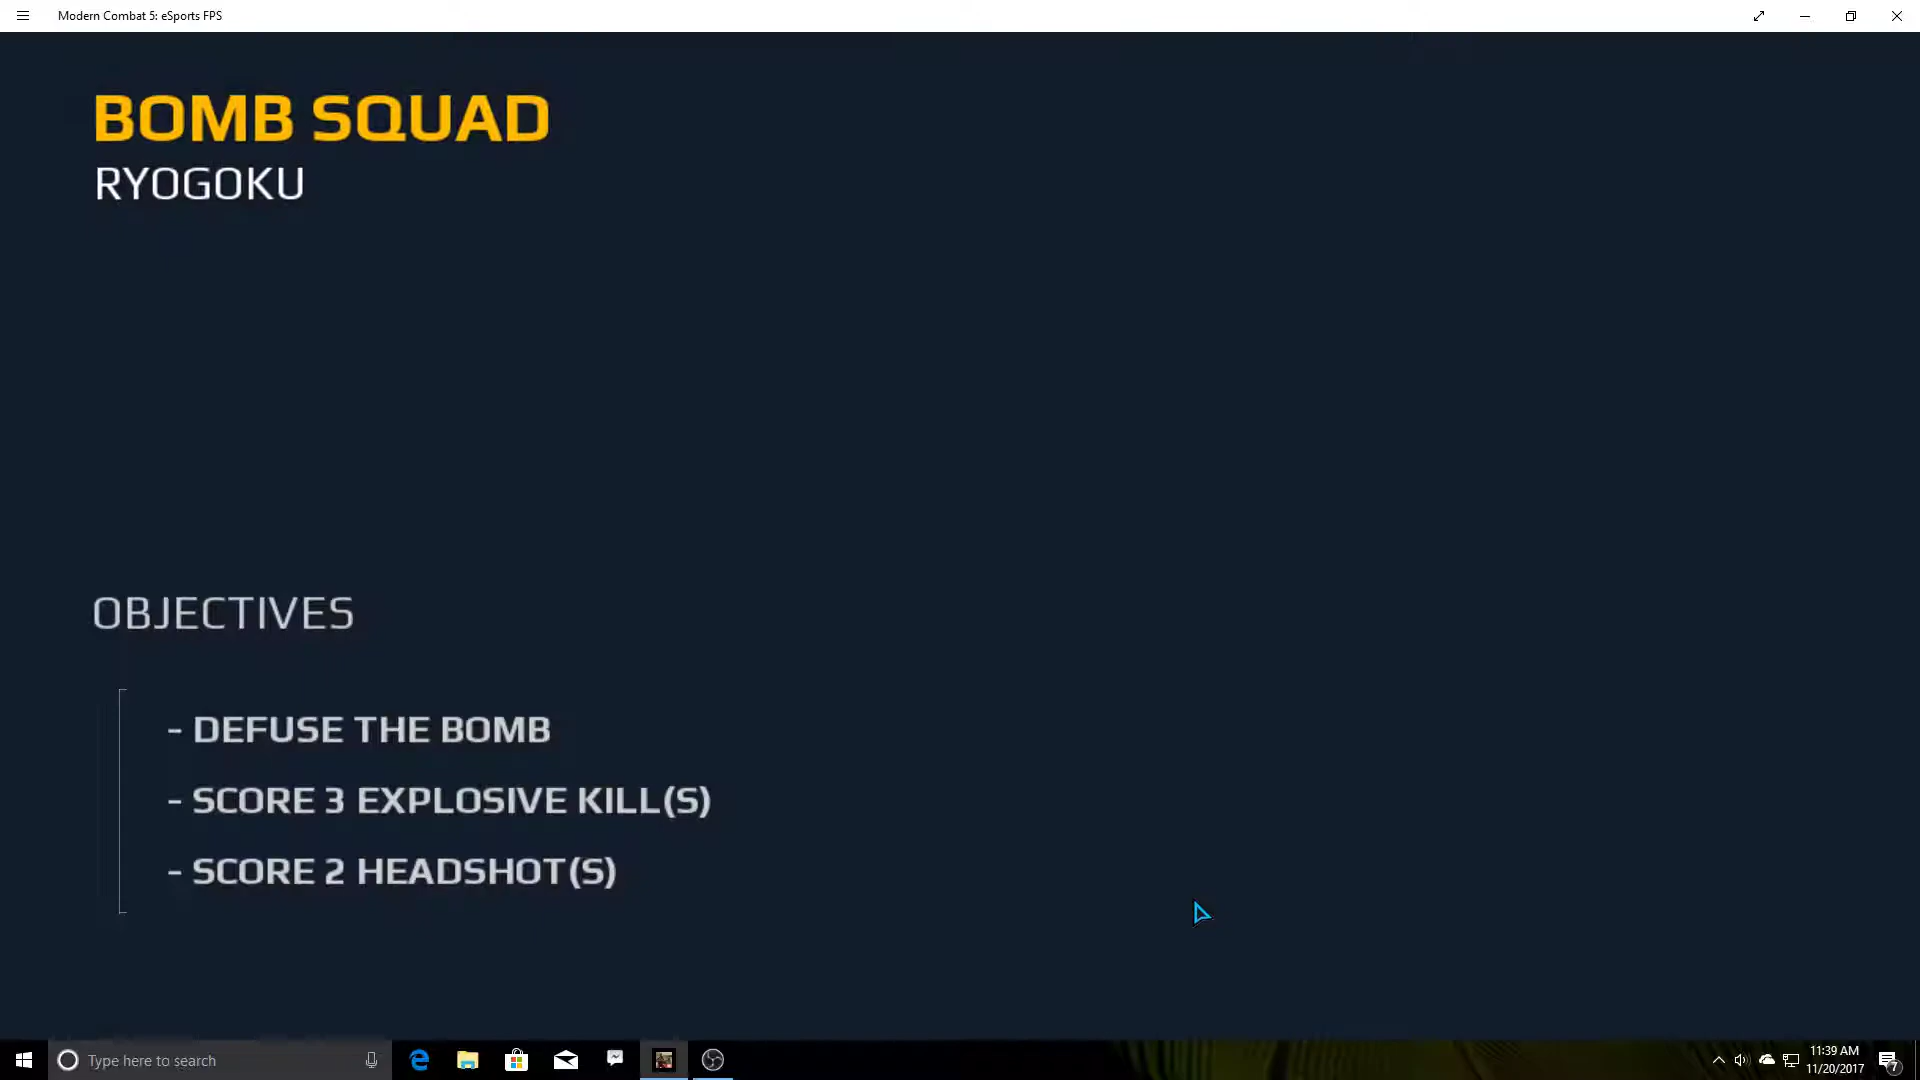 Modern Combat 5: eSports FPS
BOMB SQUAD
RYOGOKU
OBJECTIVES
- DEFUSE THE BOMB
- SCORE 3 EXPLOSIVE KILL(S)
- SCORE 2 HEADSHOT(S)
Type here to search
11:39 AM
11/20/2017
7